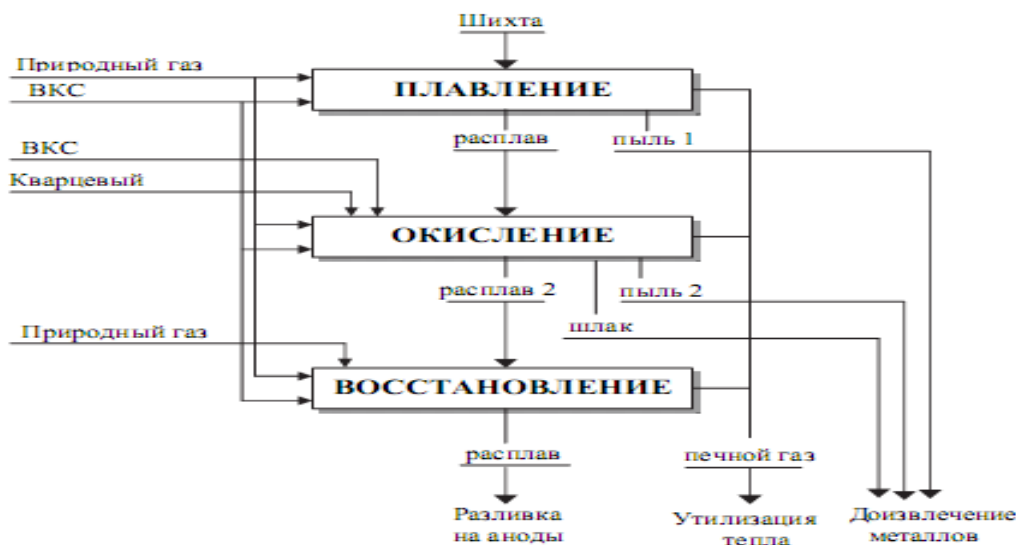 Шихта
Природный газ
ВКС
ПЛАВЛЕНИЕ
расплав
пыль 1
ВКС
Кварцевый
ОКИСЛЕНИЕ
расплав 2
пыль 2
шлак
Природный газ
ВОССТАНОВЛЕНИЕ
расплав
печной газ
Разливка
на аноды
Утилизация
тепла
Доизвлечение
металлов